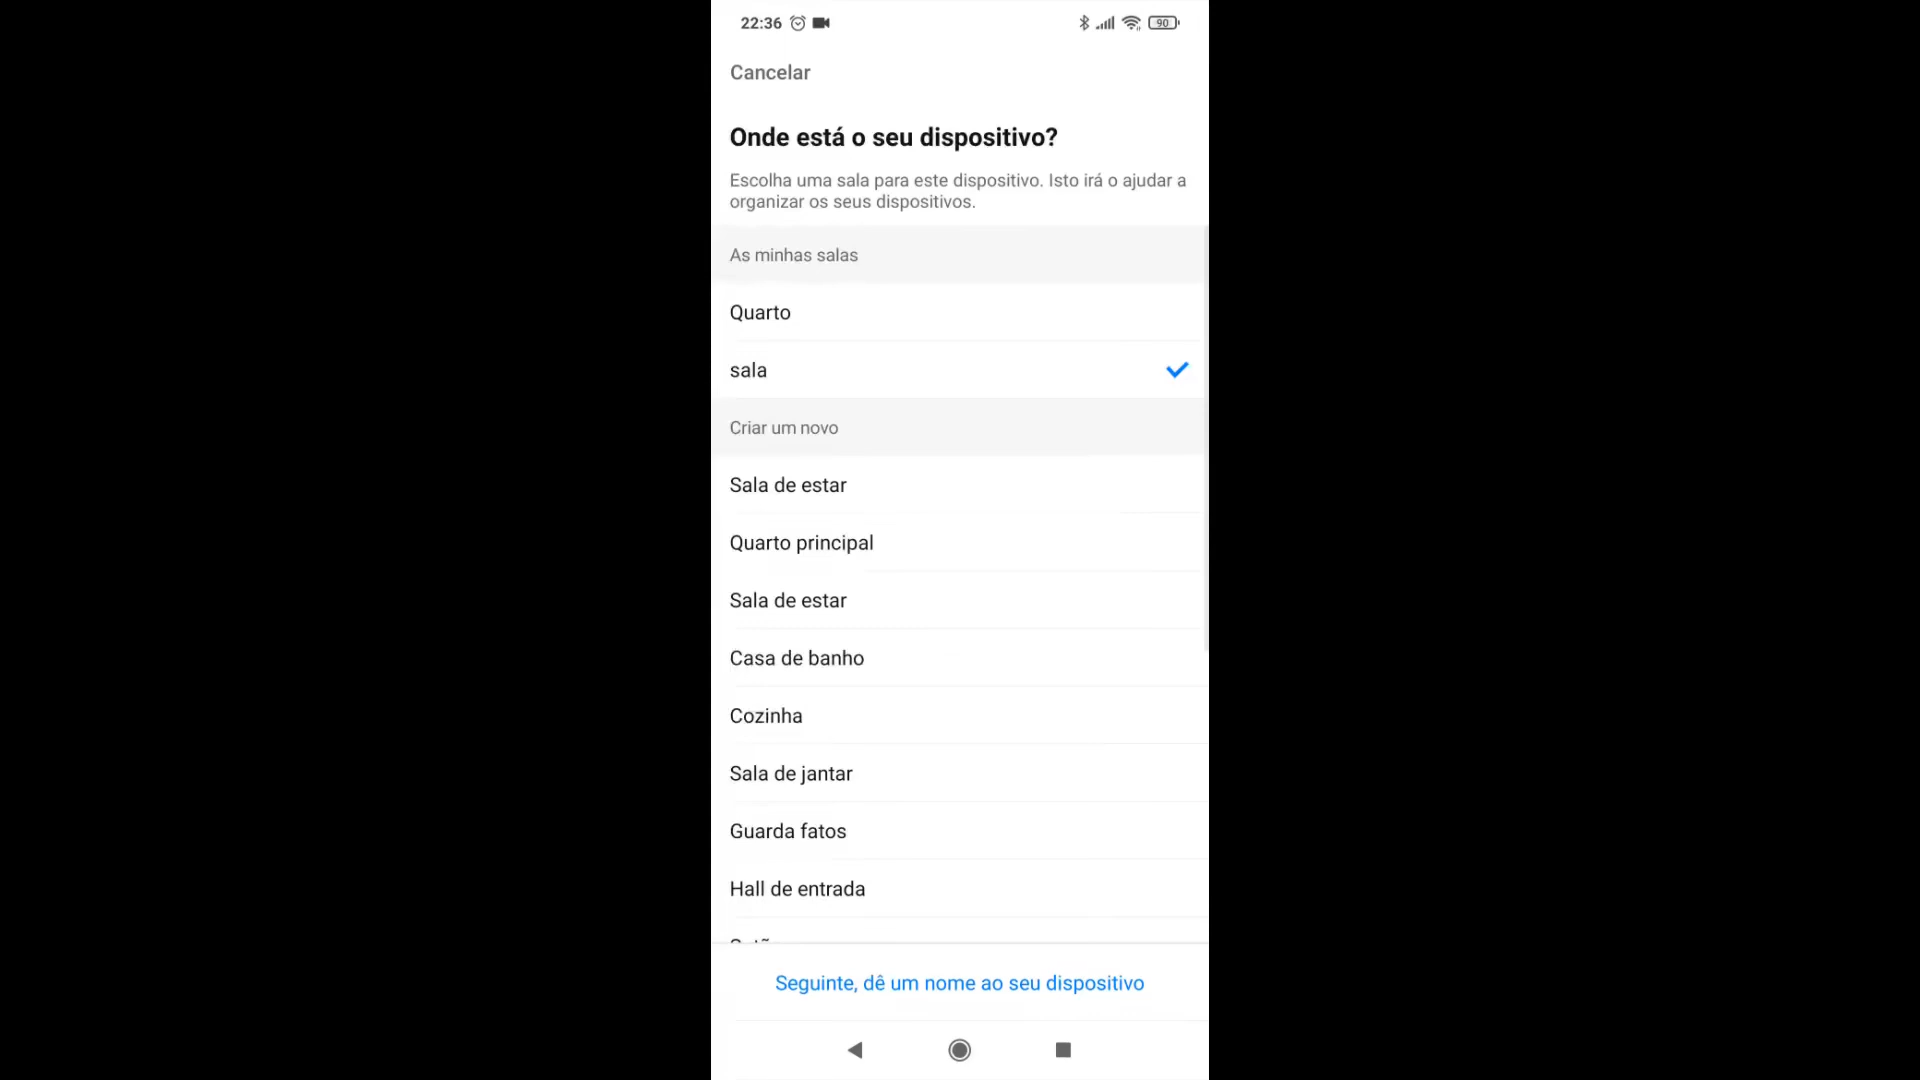 22:36
90
Cancelar
Onde está o seu dispositivo?
Escolha uma sala para este dispositivo. Isto irá o ajudar a
organizar os seus dispositivos.
As minhas salas
Quarto
sala
Criar um novo
Sala de estar
Quarto principal
Sala de estar
Casa de banho
Cozinha
Sala de jantar
Guarda fatos
Hall de entrada
Seguinte, dê um nome ao seu dispositivo